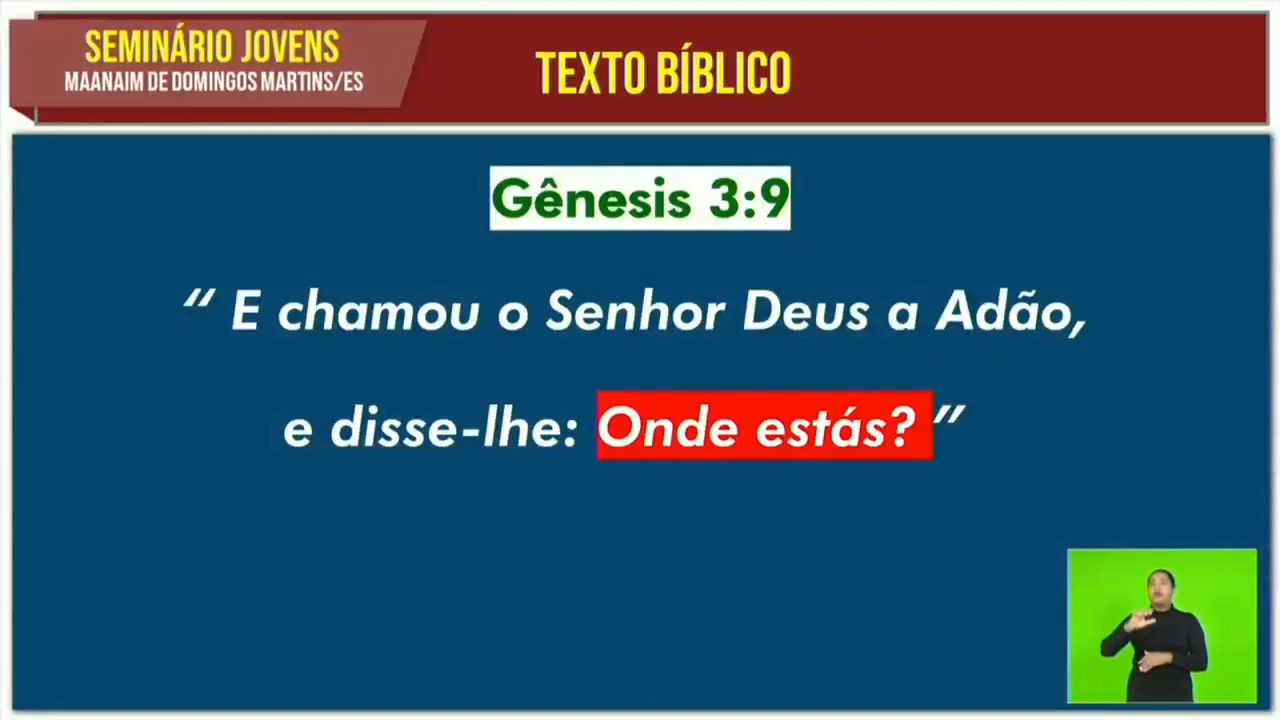 SEMINÁRIO JOVENS
MAANAIM DE DOMINGOS MARTINS/ES
TEXTO BÍBLICO
Gênesis 3:9
“ E chamou o Senhor Deus a Adão,
e disse-lhe: Onde estás? ”